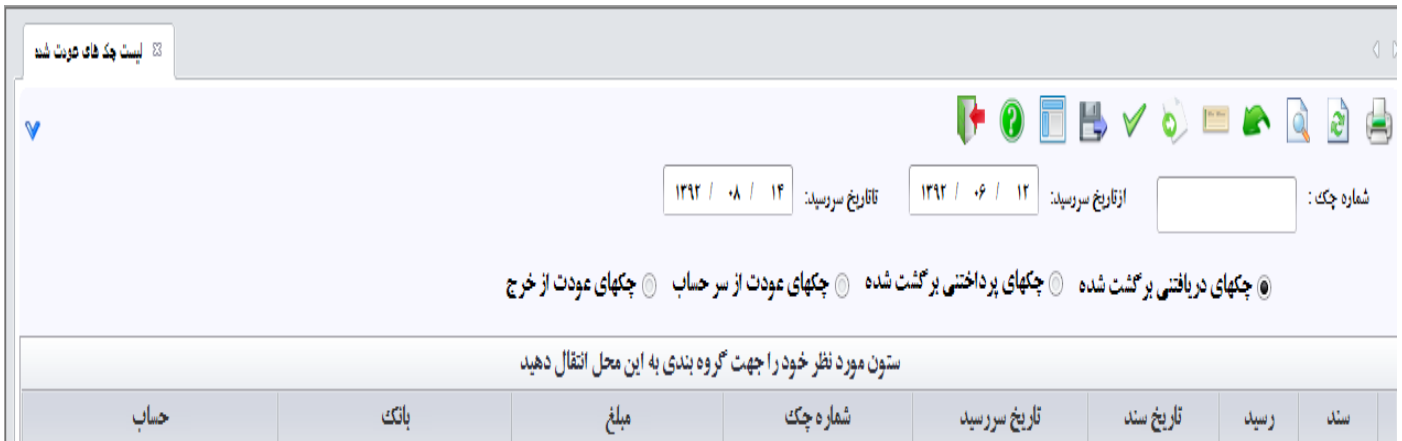 لیست چک های عودت شده
شماره چک : ازتاریخ سررسید: ۱۳۹۲ / ۰۶ / ۱۲ تاتاریخ سررسید: ۱۳۹۲ / ۰۸ / ۱۴
چکهای دریافتنی برگشت شده چکهای پرداختنی برگشت شده چکهای عودت از سر حساب چکهای عودت از خرج
ستون مورد نظر خود را جهت گروه بندی به این محل انتقال دهید
سند رسید تاریخ سند تاریخ سررسید شماره چک مبلغ بانک حساب